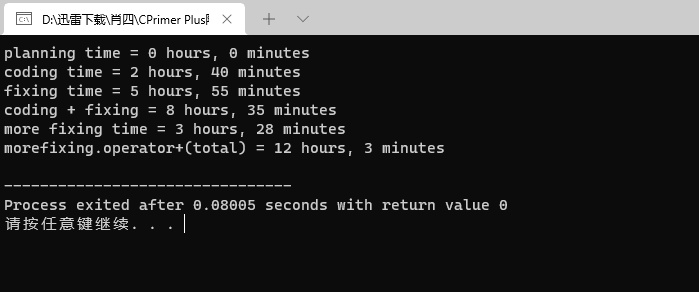 D:\迅雷下载\肖四\CPrimer Plus
planning time = 0 hours, 0 minutes
coding time = 2 hours, 40 minutes
fixing time = 5 hours, 55 minutes
coding + fixing = 8 hours, 35 minutes
more fixing time = 3 hours, 28 minutes
morefixing.operator+(total) = 12 hours, 3 minutes
--------------------------------
Process exited after 0.08005 seconds with return value 0
请按任意键继续. . .